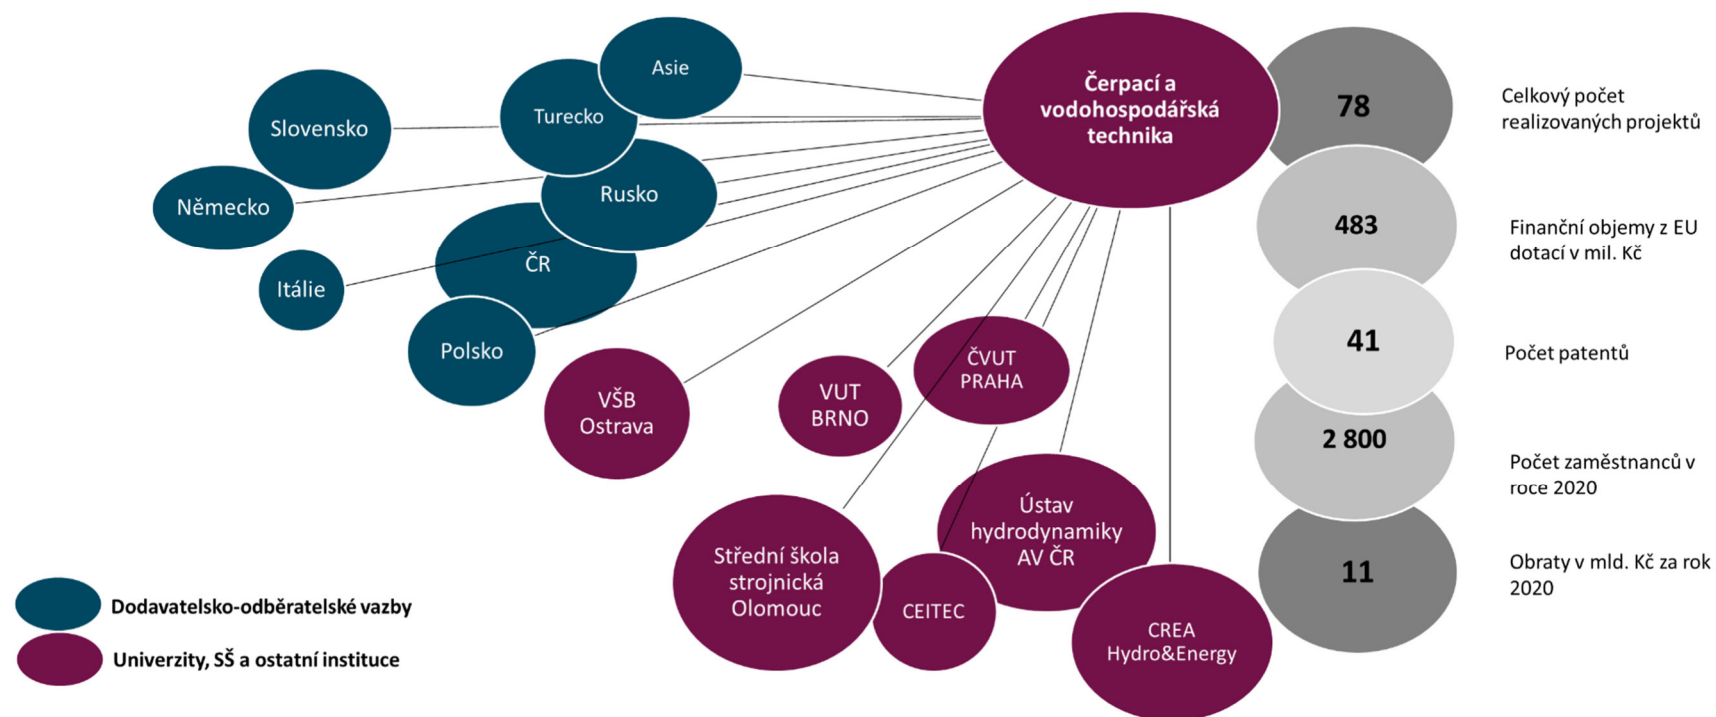 Asie
Turecko
Slovensko
Rusko
Německo
ČR
Itálie
Polsko
Čerpací a
vodohospodářská
technika
VŠB
Ostrava
VUT
BRNO
ČVUT
PRAHA
Střední škola
strojnická
Olomouc
CEITEC
Ústav
hydrodynamiky
AV ČR
CREA
Hydro&Energy
78
Celkový počet
realizovaných projektů
483
Finanční objemy z EU
dotací v mil. Kč
41
Počet patentů
2 800
Počet zaměstnanců v
roce 2020
11
Obraty v mld. Kč za rok
2020
Dodavatelsko-odběratelské vazby
Univerzity, SŠ a ostatní instituce